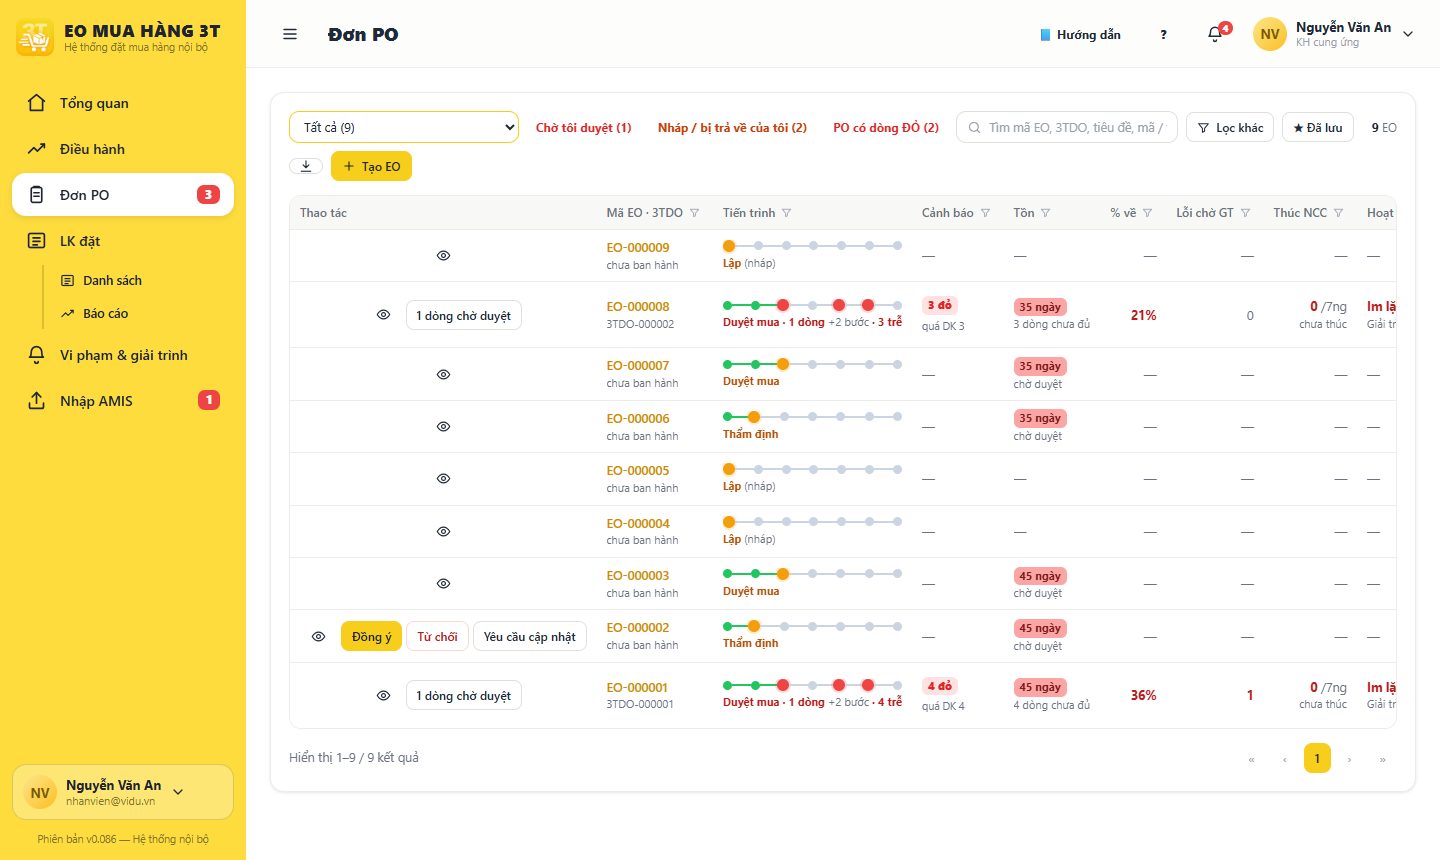 EO MUA HÀNG 3T
Hệ thống đặt mua hàng nội bộ
Tổng quan
Điều hành
Đơn PO 3
LK đặt
Danh sách
Báo cáo
Vi phạm & giải trình
Nhập AMIS 1
NV Nguyễn Văn An
nhanvien@vidu.vn
Phiên bản v0.086 — Hệ thống nội bộ
Đơn PO
Hướng dẫn ? 4 NV Nguyễn Văn An
KH cung ứng
Tất cả (9) Chờ tôi duyệt (1) Nháp / bị trả về của tôi (2) PO có dòng ĐỎ (2) Tìm mã EO, 3TDO, tiêu đề, mã / Lọc khác ★ Đã lưu 9 EO
+ Tạo EO
Thao tác Mã EO · 3TDO Tiến trình Cảnh báo Tồn % về Lỗi chờ GT Thúc NCC Hoạt
EO-000009 — — — — — —
chưa ban hành Lập (nháp)
1 dòng chờ duyệt EO-000008 3 đỏ 35 ngày 21% 0 0 /7ng Im lặ
3TDO-000002 Duyệt mua · 1 dòng +2 bước · 3 trễ quá DK 3 3 dòng chưa đủ chưa thúc Giải tr
EO-000007 — 35 ngày — — — —
chưa ban hành Duyệt mua chờ duyệt
EO-000006 — 35 ngày — — — —
chưa ban hành Thẩm định chờ duyệt
EO-000005 — — — — — —
chưa ban hành Lập (nháp)
EO-000004 — — — — — —
chưa ban hành Lập (nháp)
EO-000003 — 45 ngày — — — —
chưa ban hành Duyệt mua chờ duyệt
Đồng ý Từ chối Yêu cầu cập nhật EO-000002 — 45 ngày — — — —
chưa ban hành Thẩm định chờ duyệt
1 dòng chờ duyệt EO-000001 4 đỏ 45 ngày 36% 1 0 /7ng Im lặ
3TDO-000001 Duyệt mua · 1 dòng +2 bước · 4 trễ quá DK 4 4 dòng chưa đủ chưa thúc Giải tr
Hiển thị 1–9 / 9 kết quả « ‹ 1 › »